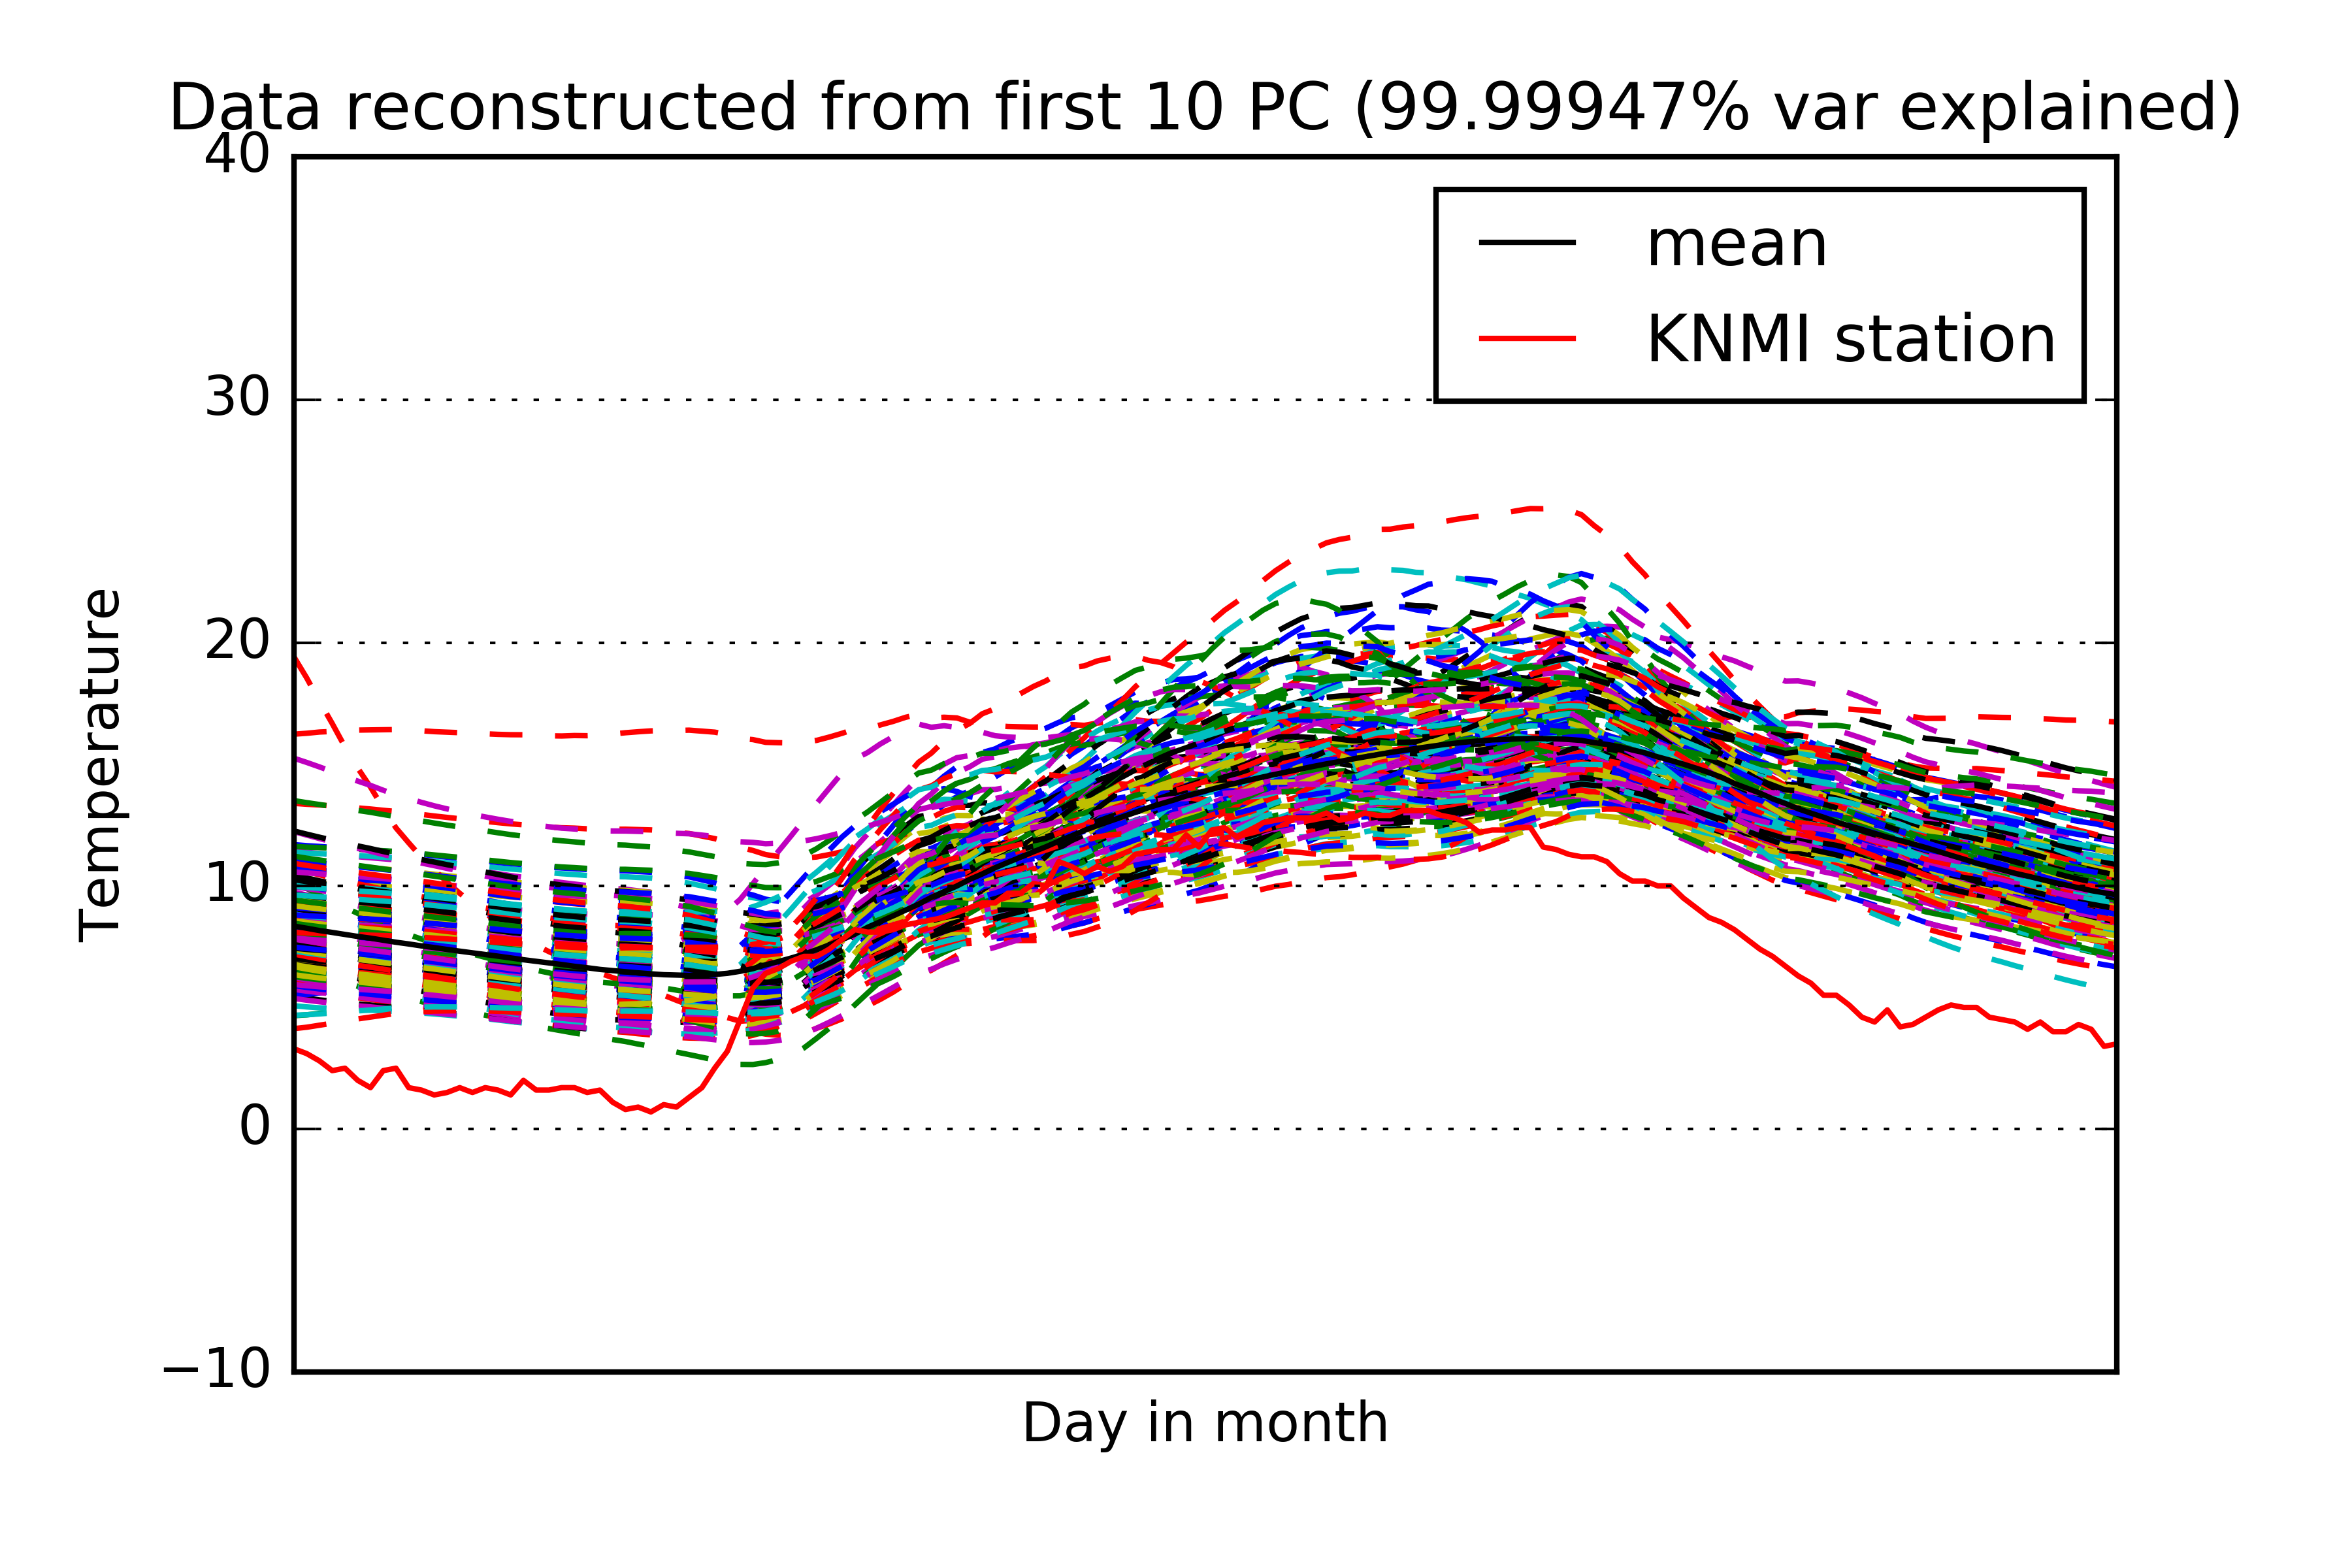 Data reconstructed from first 10 PC (99.99947% var explained)
40
30
20
10
0
−10
Temperature
mean
KNMI station
Day in month